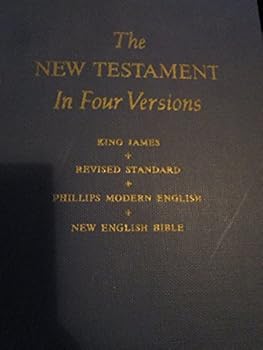 The
NEW TESTAMENT
In Four Versions
KING JAMES
+
REVISED STANDARD
+
PHILLIPS MODERN ENGLISH
+
NEW ENGLISH BIBLE